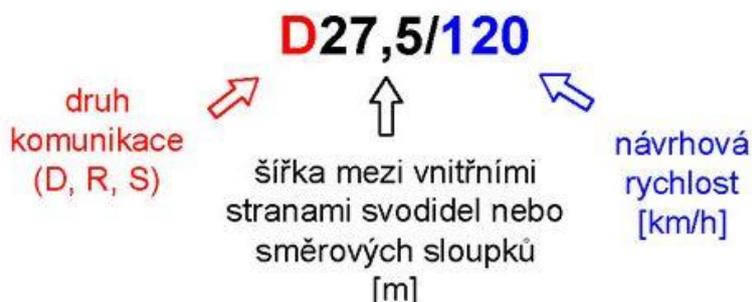 D27,5/120
druh
komunikace
(D, R, S)
šířka mezi vnitřními
stranami svodidel nebo
směrových sloupků
[m]
návrhová
rychlost
[km/h]